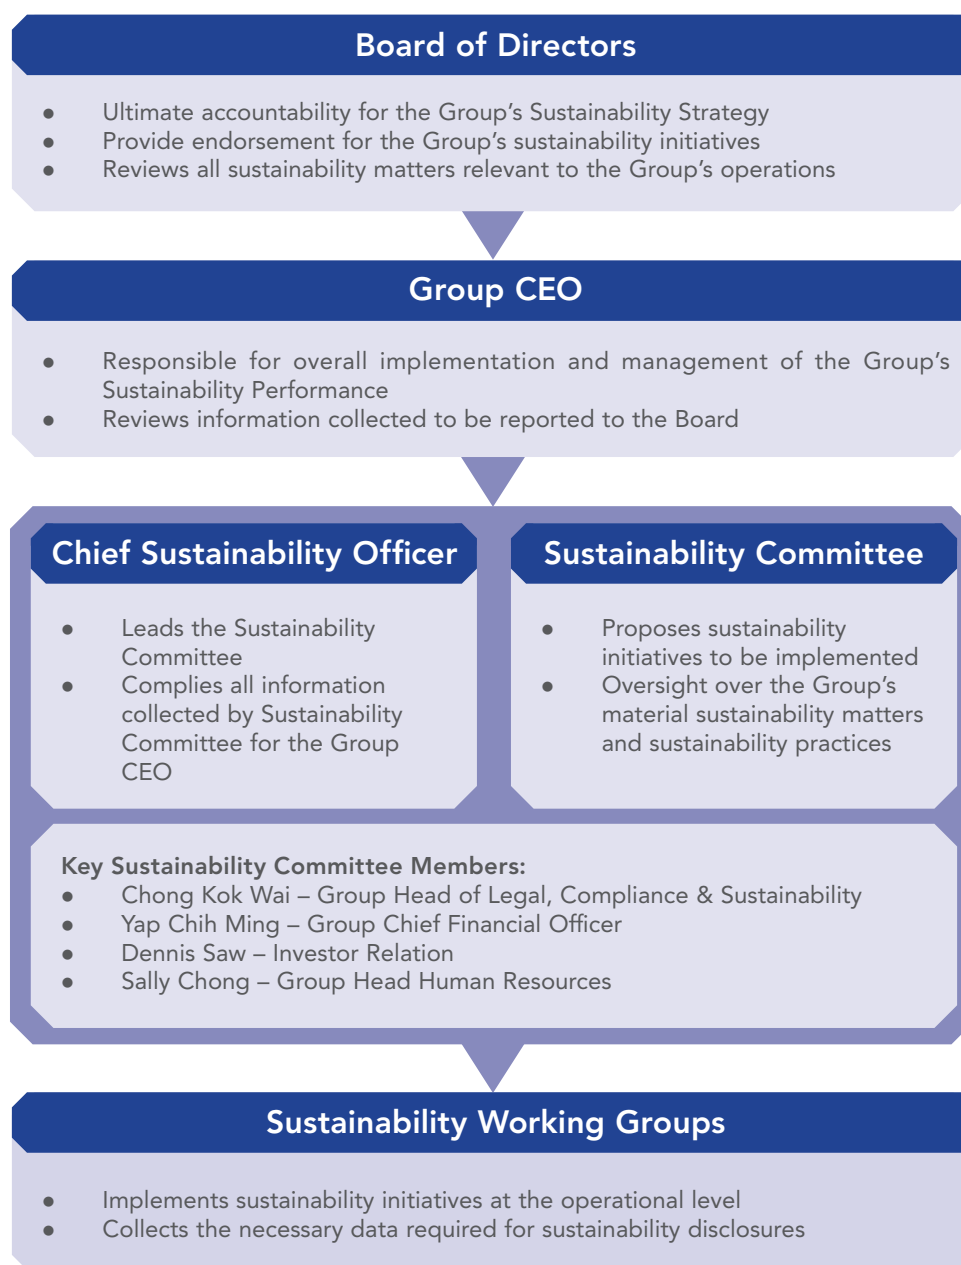 Board of Directors
● Ultimate accountability for the Group’s Sustainability Strategy
● Provide endorsement for the Group’s sustainability initiatives
● Reviews all sustainability matters relevant to the Group’s operations
Group CEO
● Responsible for overall implementation and management of the Group’s
Sustainability Performance
● Reviews information collected to be reported to the Board
Chief Sustainability Officer
● Leads the Sustainability
Committee
● Complies all information
collected by Sustainability
Committee for the Group
CEO
Sustainability Committee
● Proposes sustainability
initiatives to be implemented
● Oversight over the Group’s
material sustainability matters
and sustainability practices
Key Sustainability Committee Members:
● Chong Kok Wai – Group Head of Legal, Compliance & Sustainability
● Yap Chih Ming – Group Chief Financial Officer
● Dennis Saw – Investor Relation
● Sally Chong – Group Head Human Resources
Sustainability Working Groups
● Implements sustainability initiatives at the operational level
● Collects the necessary data required for sustainability disclosures